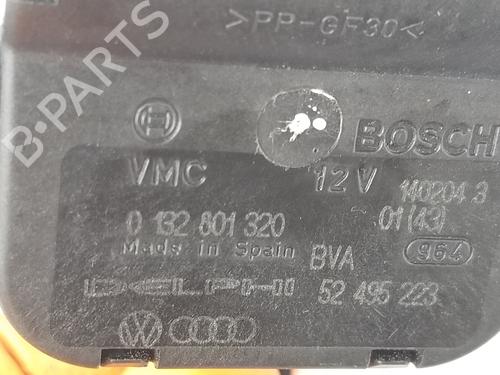 >PP-GF30<
B-PARTS
BOSCH
VMC 12V
140204 3
0 132 801 320
01(43)
Made in Spain
BVA
964
52 495 223